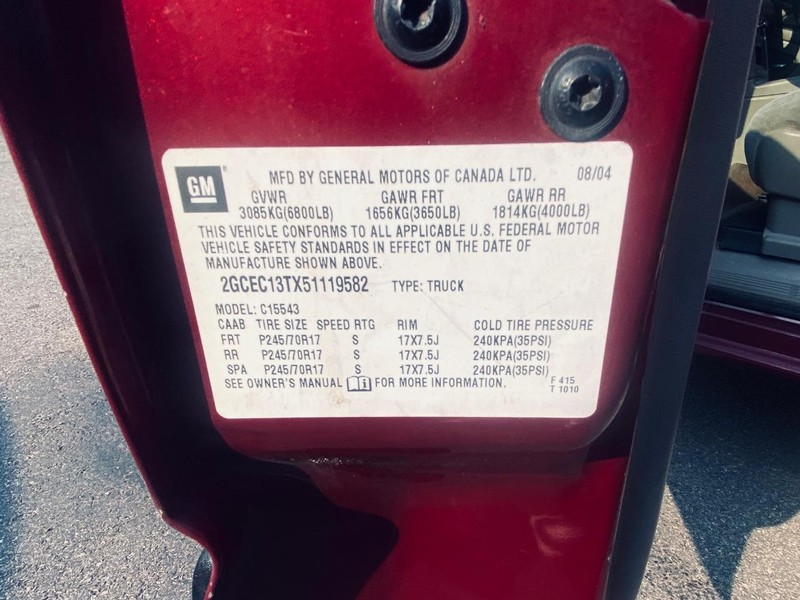 GM MFD BY GENERAL MOTORS OF CANADA LTD. 08/04
GVWR GAWR FRT GAWR RR
3085KG(6800LB) 1656KG(3650LB) 1814KG(4000LB)
THIS VEHICLE CONFORMS TO ALL APPLICABLE U.S. FEDERAL MOTOR
VEHICLE SAFETY STANDARDS IN EFFECT ON THE DATE OF
MANUFACTURE SHOWN ABOVE.
2GCEC13TX51119582 TYPE: TRUCK
MODEL: C15543
CAAB TIRE SIZE SPEED RTG RIM COLD TIRE PRESSURE
FRT P245/70R17 S 17X7.5J 240KPA(35PSI)
RR P245/70R17 S 17X7.5J 240KPA(35PSI)
SPA P245/70R17 S 17X7.5J 240KPA(35PSI)
SEE OWNER'S MANUAL FOR MORE INFORMATION. F 415
T 1010